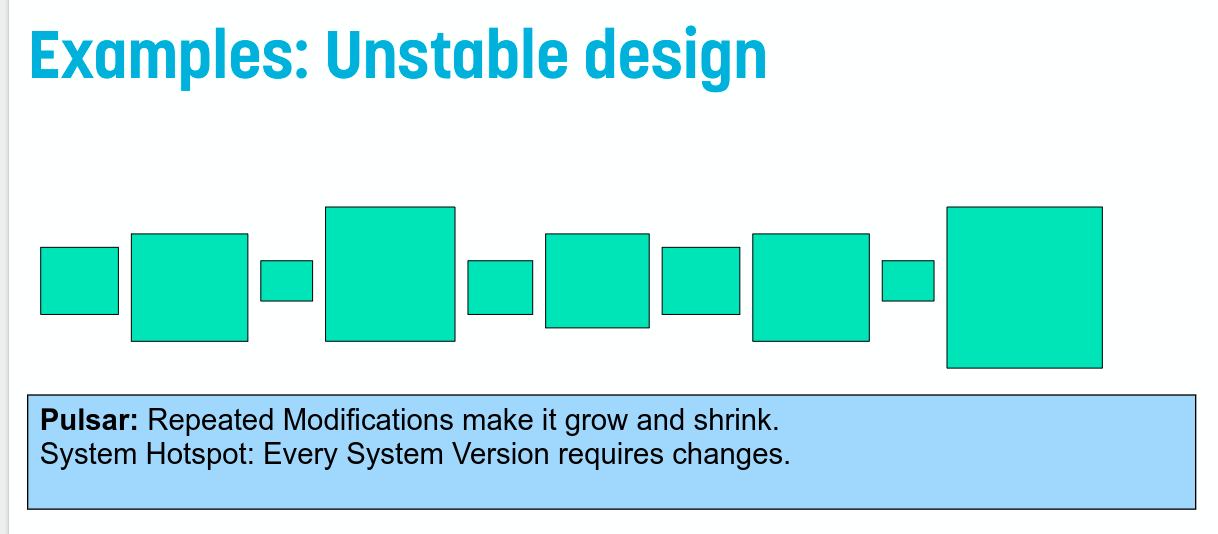 Examples: Unstable design
Pulsar: Repeated Modifications make it grow and shrink.
System Hotspot: Every System Version requires changes.